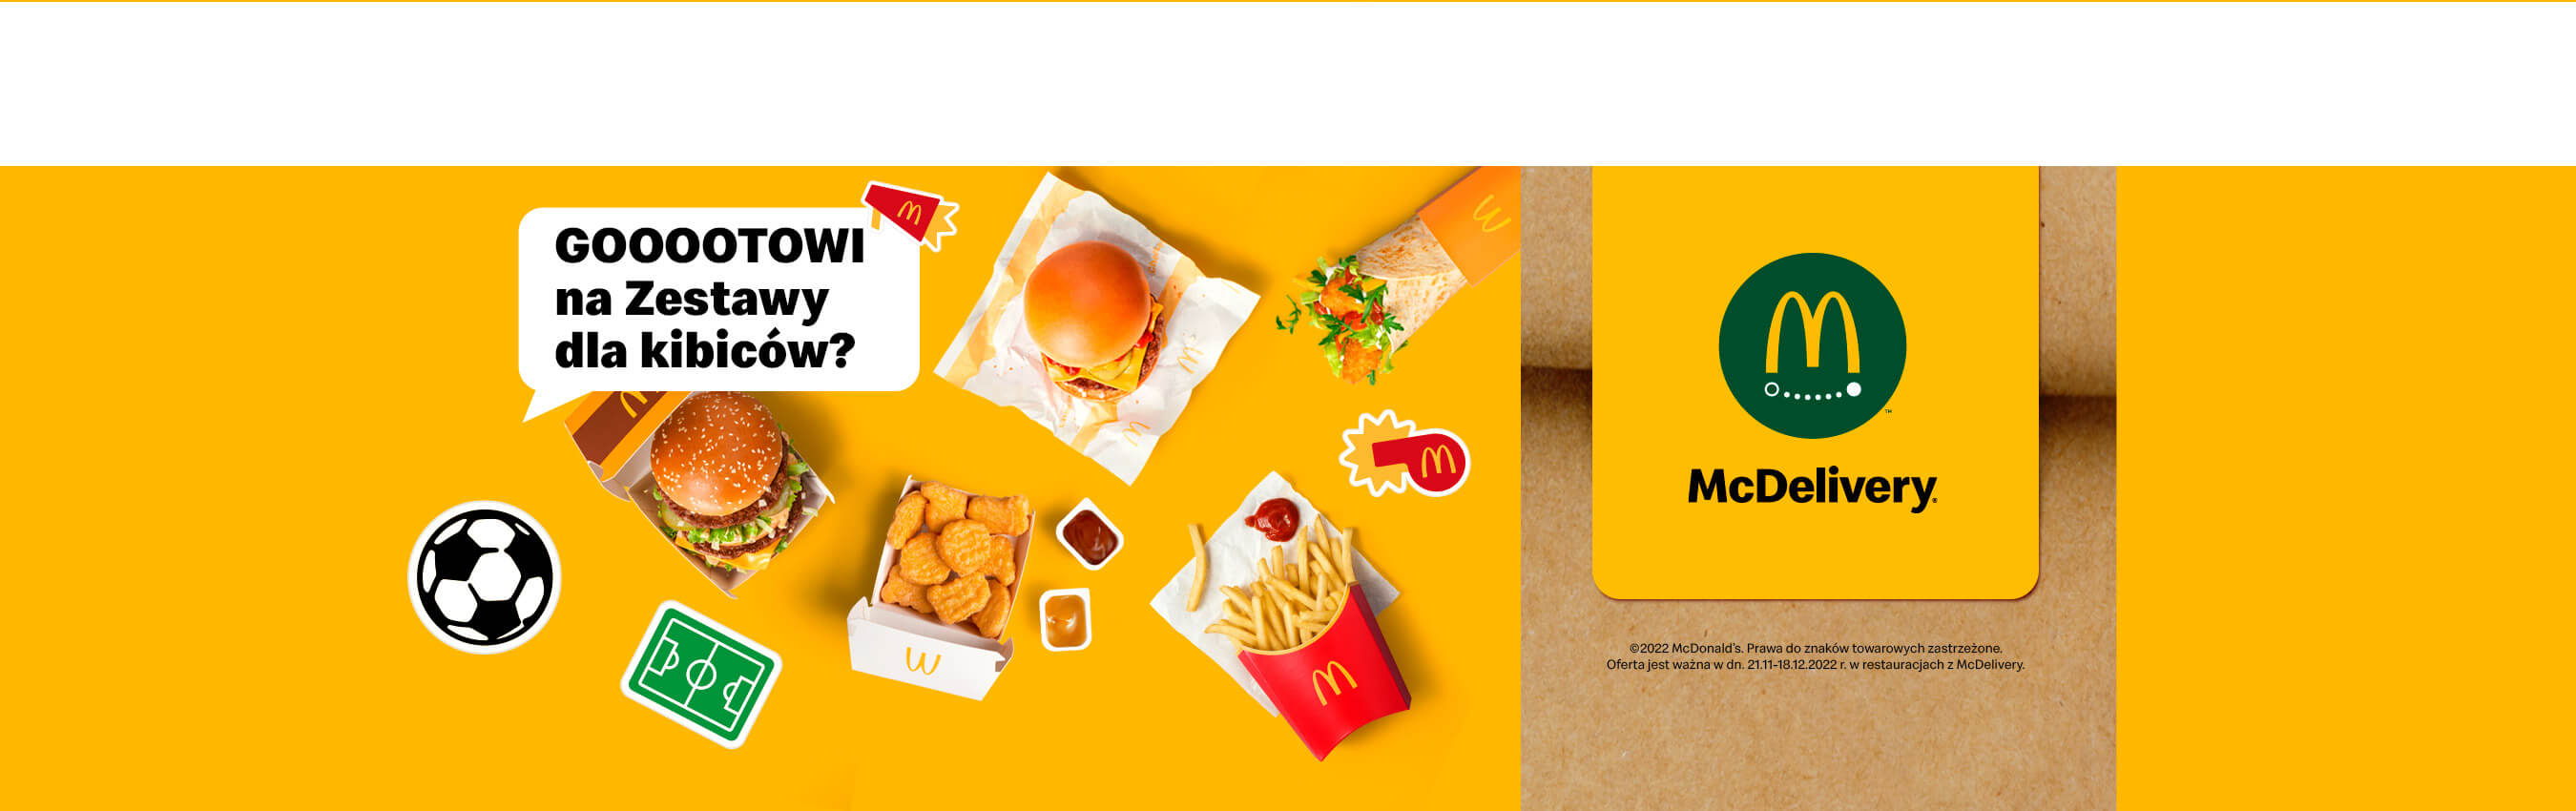 GOOOOTOWI
na Zestawy
dla kibiców?
McDelivery®
™
©2022 McDonald's. Prawa do znaków towarowych zastrzeżone.
Oferta jest ważna w dn. 21.11-18.12.2022 r. w restauracjach z McDelivery.